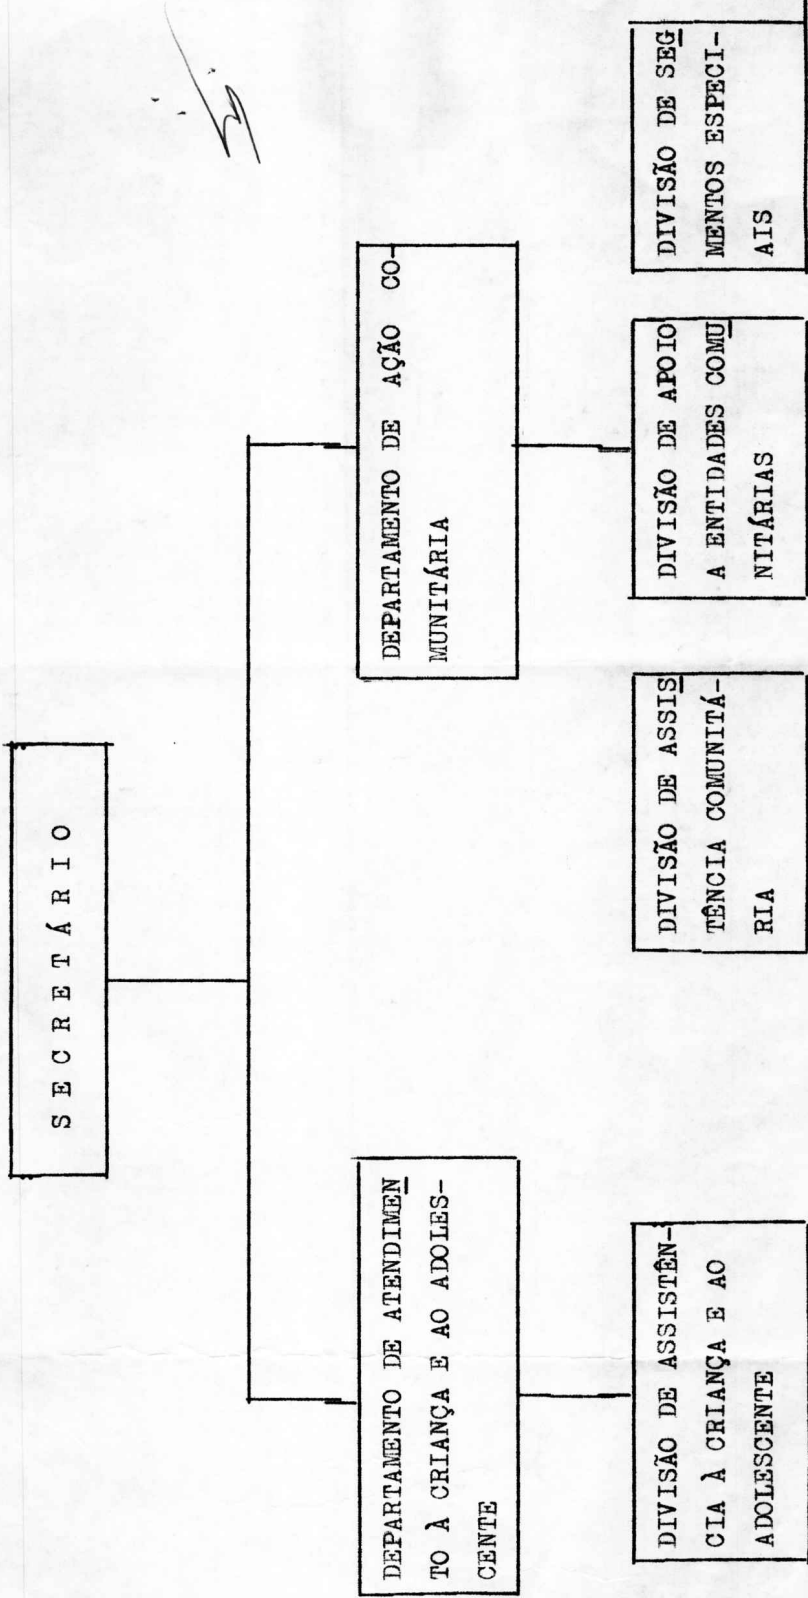 S E C R E T Á R I O
DEPARTAMENTO DE ATENDIMEN
TO À CRIANÇA E AO ADOLES-
CENTE
DEPARTAMENTO DE AÇÃO CO-
MUNITÁRIA
DIVISÃO DE ASSISTÊN-
CIA À CRIANÇA E AO
ADOLESCENTE
DIVISÃO DE ASSIS
TÊNCIA COMUNITÁ-
RIA
DIVISÃO DE APOIO
A ENTIDADES COMU
NITÁRIAS
DIVISÃO DE SEG
MENTOS ESPECI-
AIS